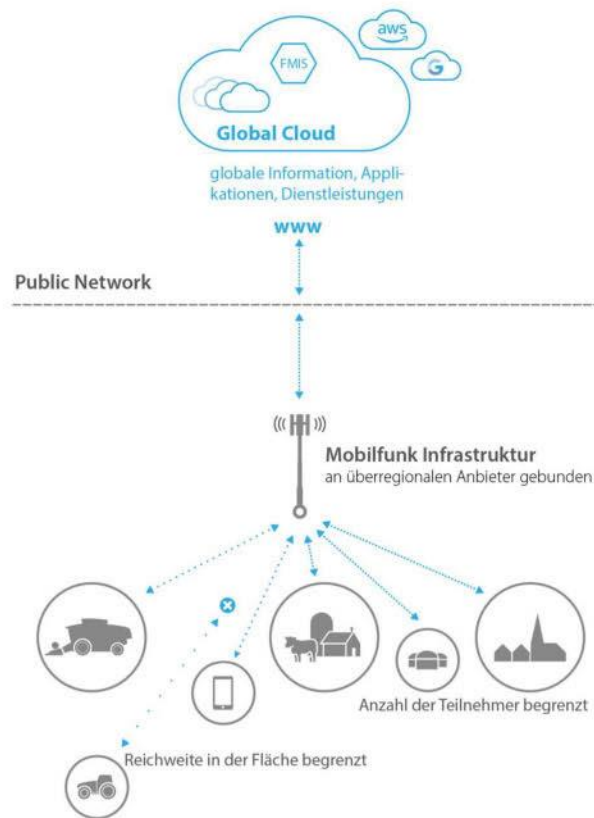 aws
FMIS
G
Global Cloud
globale Information, Appli-
kationen, Dienstleistungen
www
Public Network
Mobilfunk Infrastruktur
an überregionalen Anbieter gebunden
Anzahl der Teilnehmer begrenzt
Reichweite in der Fläche begrenzt